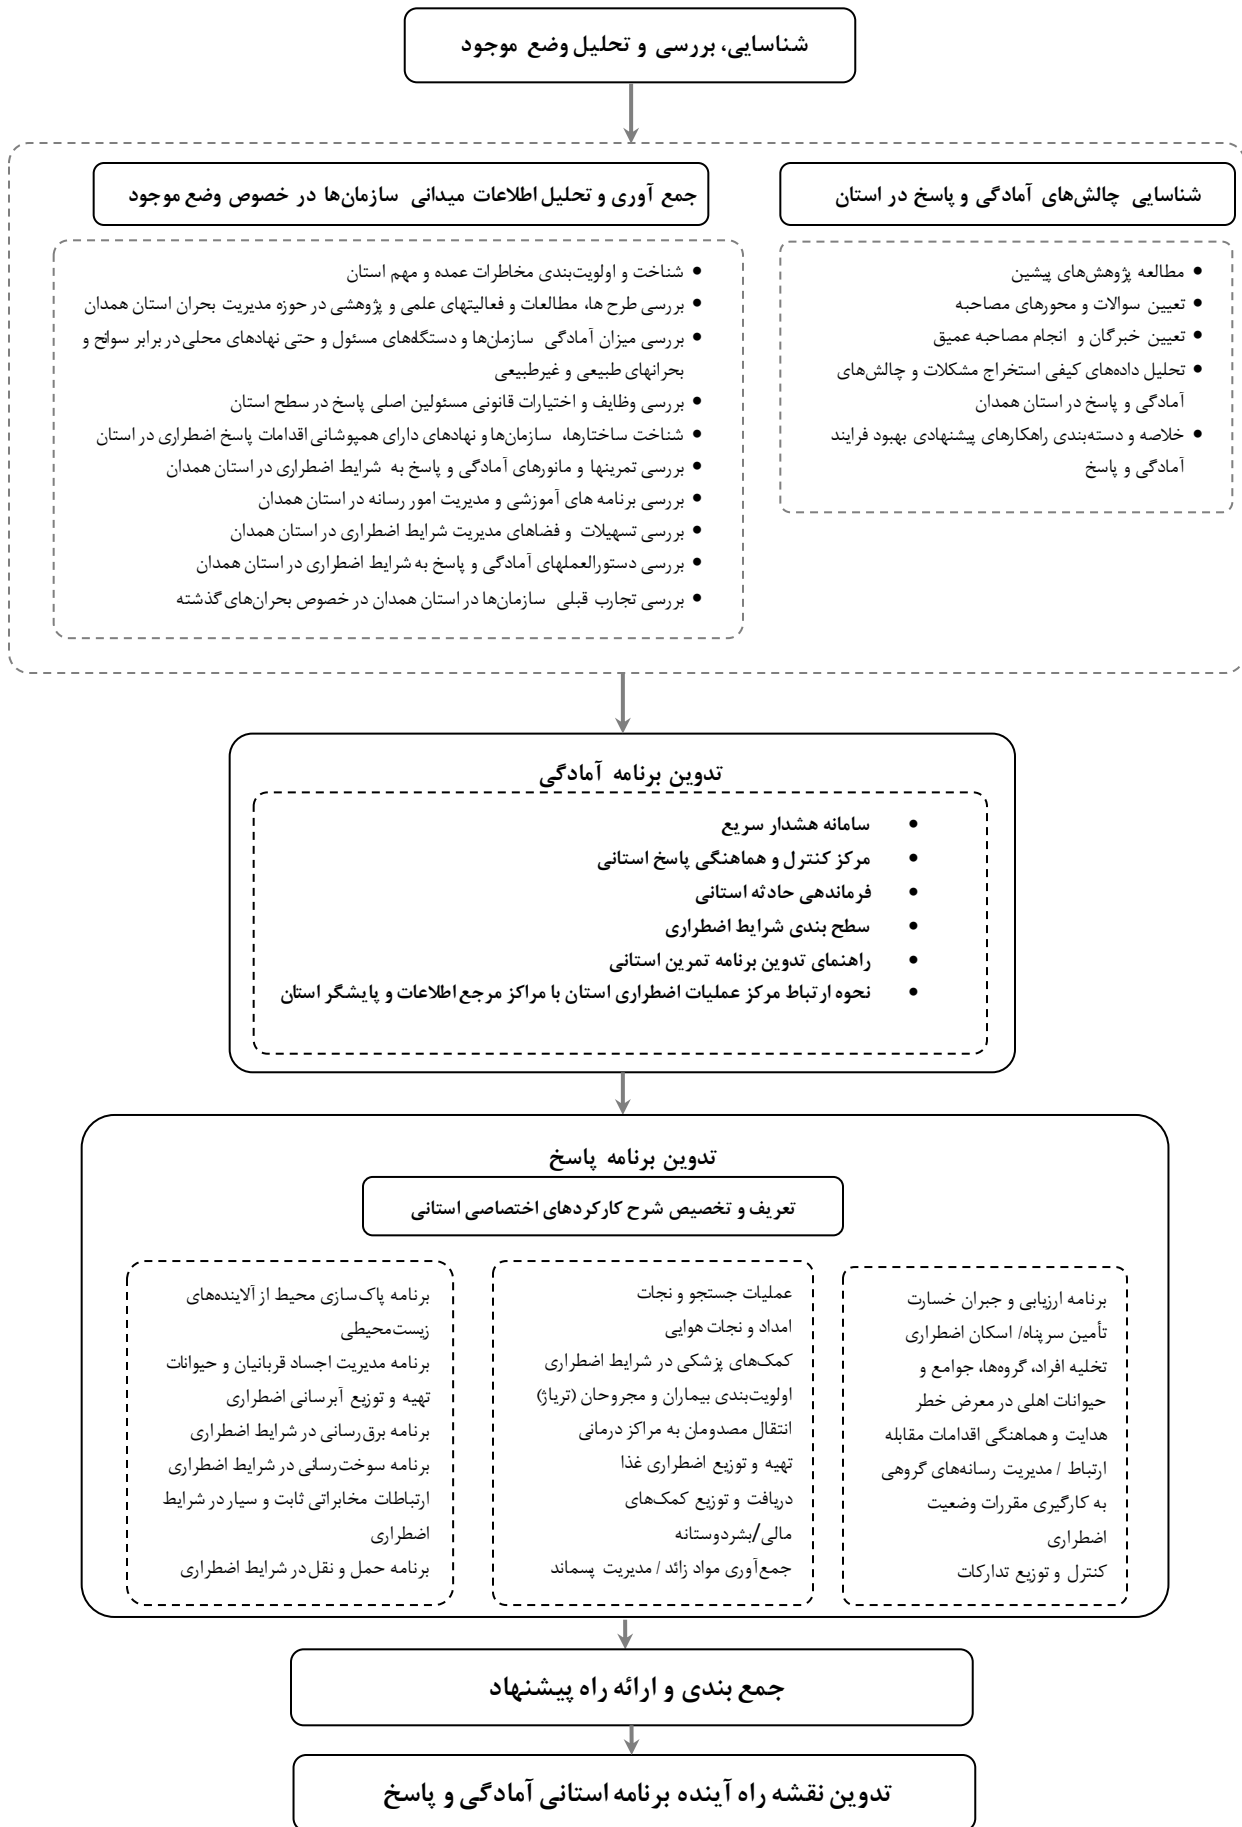 شناسایی، بررسی و تحلیل وضع موجود
شناسایی چالش‌های آمادگی و پاسخ در استان
• مطالعه پژوهش‌های پیشین
• تعیین سوالات و محورهای مصاحبه
• تعیین خبرگان و انجام مصاحبه عمیق
• تحلیل داده‌های کیفی استخراج مشکلات و چالش‌های
آمادگی و پاسخ در استان همدان
• خلاصه و دسته‌بندی راهکارهای پیشنهادی بهبود فرایند
آمادگی و پاسخ
جمع آوری و تحلیل اطلاعات میدانی سازمان‌ها در خصوص وضع موجود
• شناخت و اولویت‌بندی مخاطرات عمده و مهم استان
• بررسی طرح ها، مطالعات و فعالیتهای علمی و پژوهشی در حوزه مدیریت بحران استان همدان
• بررسی میزان آمادگی سازمان‌ها و دستگاه‌های مسئول و حتی نهادهای محلی در برابر سوانح و
بحرانهای طبیعی و غیرطبیعی
• بررسی وظایف و اختیارات قانونی مسئولین اصلی پاسخ در سطح استان
• شناخت ساختارها، سازمان‌ها و نهادهای دارای همپوشانی اقدامات پاسخ اضطراری در استان
• بررسی تمرینها و مانورهای آمادگی و پاسخ به شرایط اضطراری در استان همدان
• بررسی برنامه های آموزشی و مدیریت امور رسانه در استان همدان
• بررسی تسهیلات و فضاهای مدیریت شرایط اضطراری در استان همدان
• بررسی دستورالعملهای آمادگی و پاسخ به شرایط اضطراری در استان همدان
• بررسی تجارب قبلی سازمان‌ها در استان همدان در خصوص بحران‌های گذشته
تدوین برنامه آمادگی
• سامانه هشدار سریع
• مرکز کنترل و هماهنگی پاسخ استانی
• فرماندهی حادثه استانی
• سطح بندی شرایط اضطراری
• راهنمای تدوین برنامه تمرین استانی
• نحوه ارتباط مرکز عملیات اضطراری استان با مراکز مرجع اطلاعات و پایشگر استان
تدوین برنامه پاسخ
تعریف و تخصیص شرح کارکردهای اختصاصی استانی
برنامه ارزیابی و جبران خسارت
تأمین سرپناه/ اسکان اضطراری
تخلیه افراد، گروه‌ها، جوامع و
حیوانات اهلی در معرض خطر
هدایت و هماهنگی اقدامات مقابله
ارتباط / مدیریت رسانه‌های گروهی
به کارگیری مقررات وضعیت
اضطراری
کنترل و توزیع تدارکات
عملیات جستجو و نجات
امداد و نجات هوایی
کمک‌های پزشکی در شرایط اضطراری
اولویت‌بندی بیماران و مجروحان (تریاژ)
انتقال مصدومان به مراکز درمانی
تهیه و توزیع اضطراری غذا
دریافت و توزیع کمک‌های
مالی/بشردوستانه
جمع‌آوری مواد زائد / مدیریت پسماند
برنامه پاک‌سازی محیط از آلاینده‌های
زیست‌محیطی
برنامه مدیریت اجساد قربانیان و حیوانات
تهیه و توزیع آبرسانی اضطراری
برنامه برق‌رسانی در شرایط اضطراری
برنامه سوخت‌رسانی در شرایط اضطراری
ارتباطات مخابراتی ثابت و سیار در شرایط
اضطراری
برنامه حمل و نقل در شرایط اضطراری
جمع بندی و ارائه راه پیشنهاد
تدوین نقشه راه آینده برنامه استانی آمادگی و پاسخ